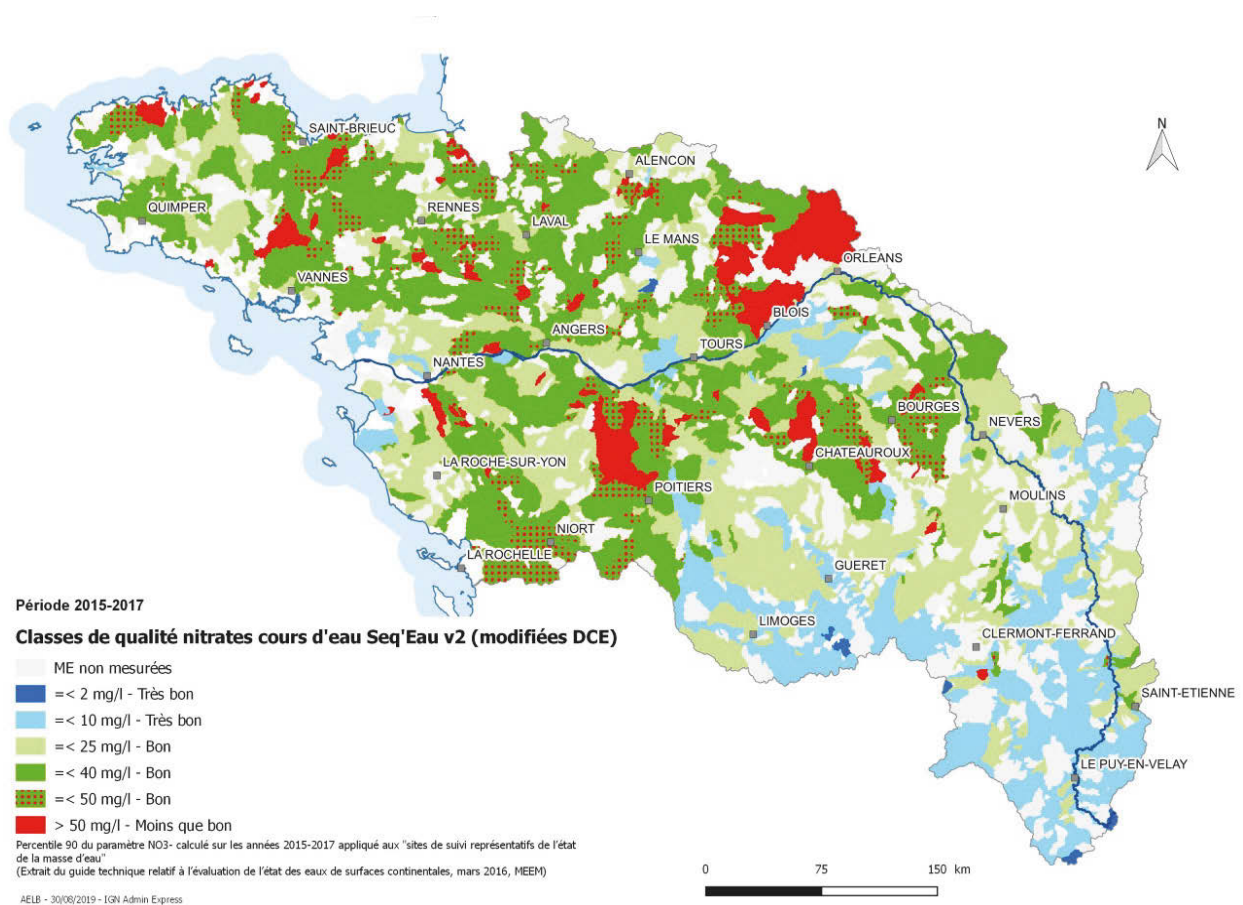 N
SAINT-BRIEUC
ALENCON
QUIMPER
RENNES
LAVAL
LE MANS
ORLEANS
VANNES
BLOIS
ANGERS
TOURS
NANTES
BOURGES
NEVERS
LA ROCHE-SUR-YON
CHATEAUROUX
POITIERS
MOULINS
NIORT
LA ROCHELLE
GUERET
LIMOGES
CLERMONT-FERRAND
SAINT-ETIENNE
LE PUY-EN-VELAY
Période 2015-2017
Classes de qualité nitrates cours d'eau Seq'Eau v2 (modifiées DCE)
ME non mesurées
=< 2 mg/l - Très bon
=< 10 mg/l - Très bon
=< 25 mg/l - Bon
=< 40 mg/l - Bon
=< 50 mg/l - Bon
> 50 mg/l - Moins que bon
Percentile 90 du paramètre NO3- calculé sur les années 2015-2017 appliqué aux "sites de suivi représentatifs de l'état
de la masse d'eau"
(Extrait du guide technique relatif à l'évaluation de l'état des eaux de surfaces continentales, mars 2016, MEEM)
0 75 150 km
AELB - 30/08/2019 - IGN Admin Express